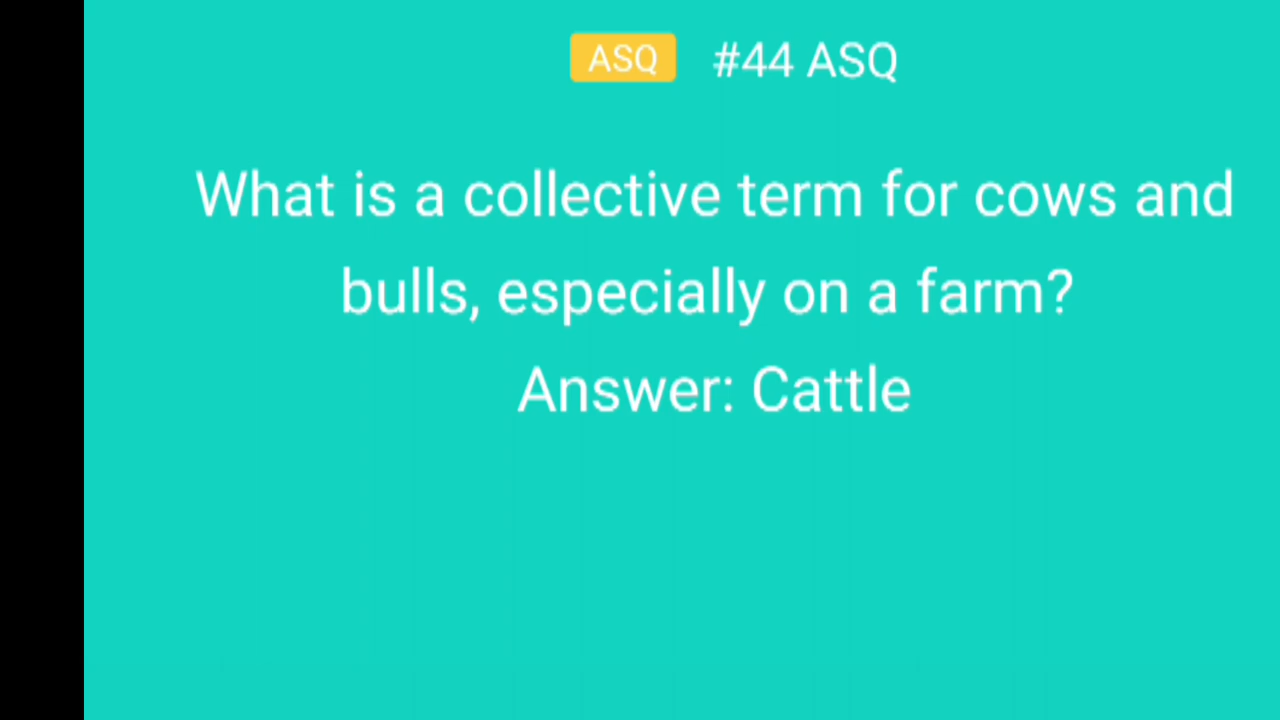 ASQ #44 ASQ
What is a collective term for cows and
bulls, especially on a farm?
Answer: Cattle